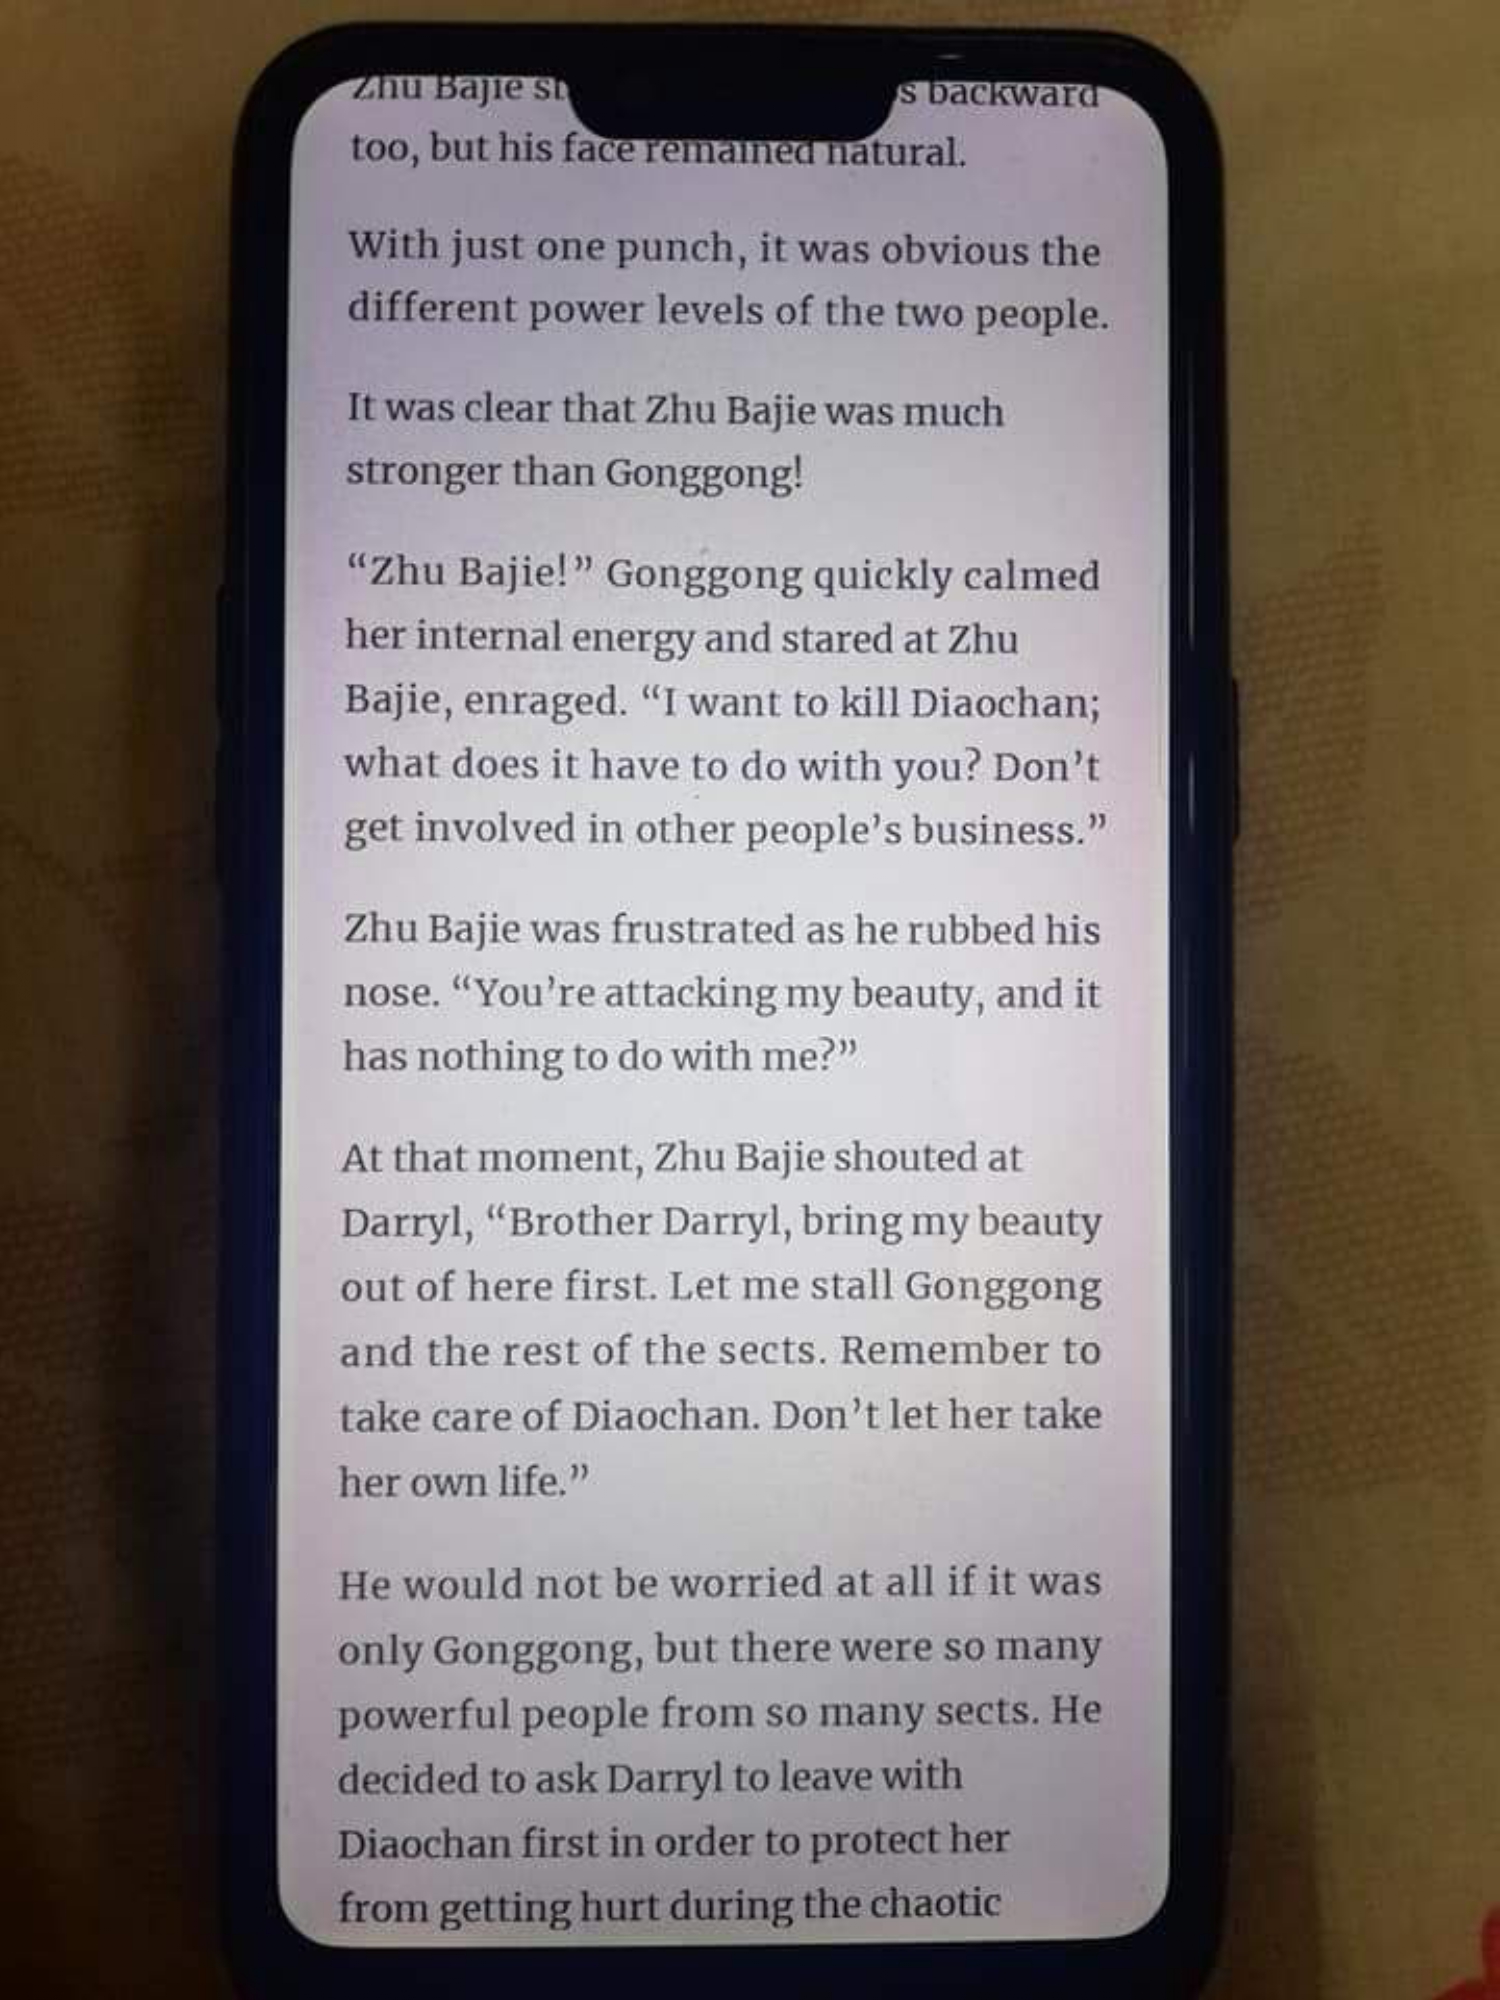 Zhu Bajie backward
too, but his face remained natural.
With just one punch, it was obvious the
different power levels of the two people.
It was clear that Zhu Bajie was much
stronger than Gonggong!
“Zhu Bajie!” Gonggong quickly calmed
her internal energy and stared at Zhu
Bajie, enraged. “I want to kill Diaochan;
what does it have to do with you? Don’t
get involved in other people’s business.”
Zhu Bajie was frustrated as he rubbed his
nose. “You’re attacking my beauty, and it
has nothing to do with me?”
At that moment, Zhu Bajie shouted at
Darryl, “Brother Darryl, bring my beauty
out of here first. Let me stall Gonggong
and the rest of the sects. Remember to
take care of Diaochan. Don’t let her take
her own life.”
He would not be worried at all if it was
only Gonggong, but there were so many
powerful people from so many sects. He
decided to ask Darryl to leave with
Diaochan first in order to protect her
from getting hurt during the chaotic